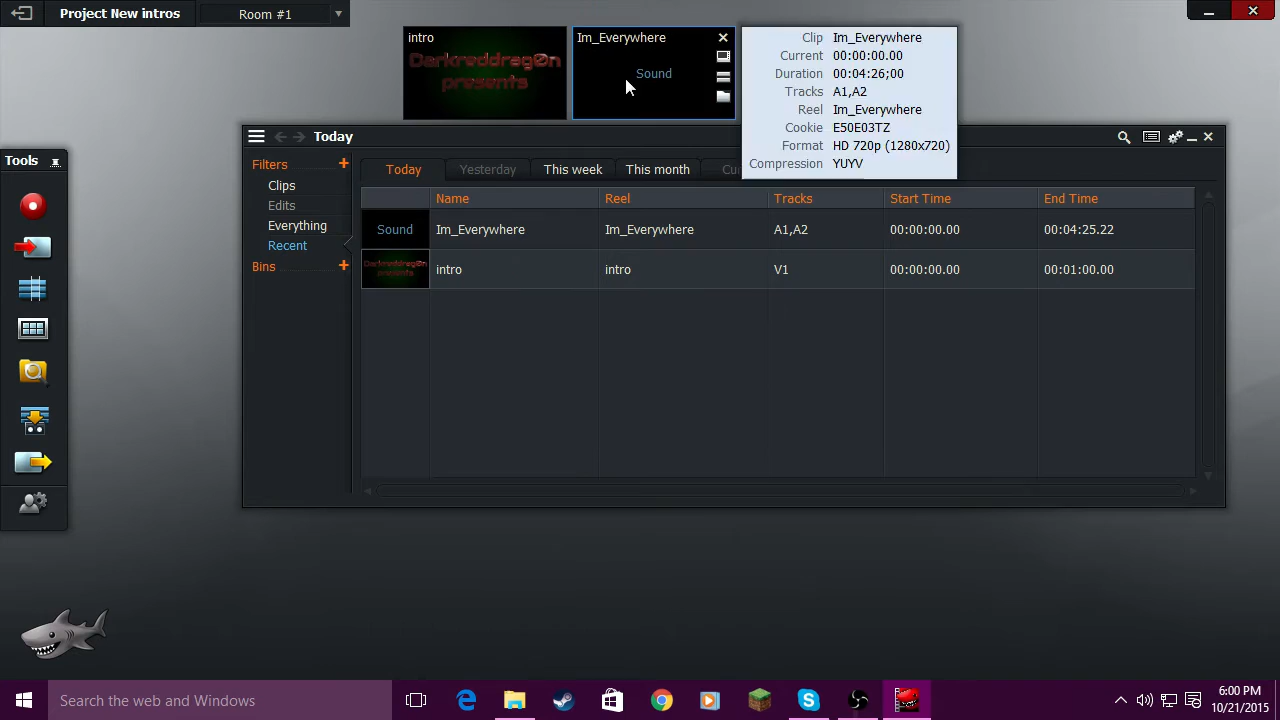 Project New intros
Room #1
intro
Darkreddrag0n
presents
Im_Everywhere
Sound
Clip Im_Everywhere
Current 00:00:00.00
Duration 00:04:26;00
Tracks A1,A2
Reel Im_Everywhere
Cookie E50E03TZ
Format HD 720p (1280x720)
Compression YUYV
Today
Tools
Filters
Clips
Edits
Everything
Recent
Bins
Today Yesterday This week This month
Name Reel Tracks Start Time End Time
Sound Im_Everywhere Im_Everywhere A1,A2 00:00:00.00 00:04:25.22
Darkreddrag0n
presents
intro intro V1 00:00:00.00 00:01:00.00
Search the web and Windows
6:00 PM
10/21/2015